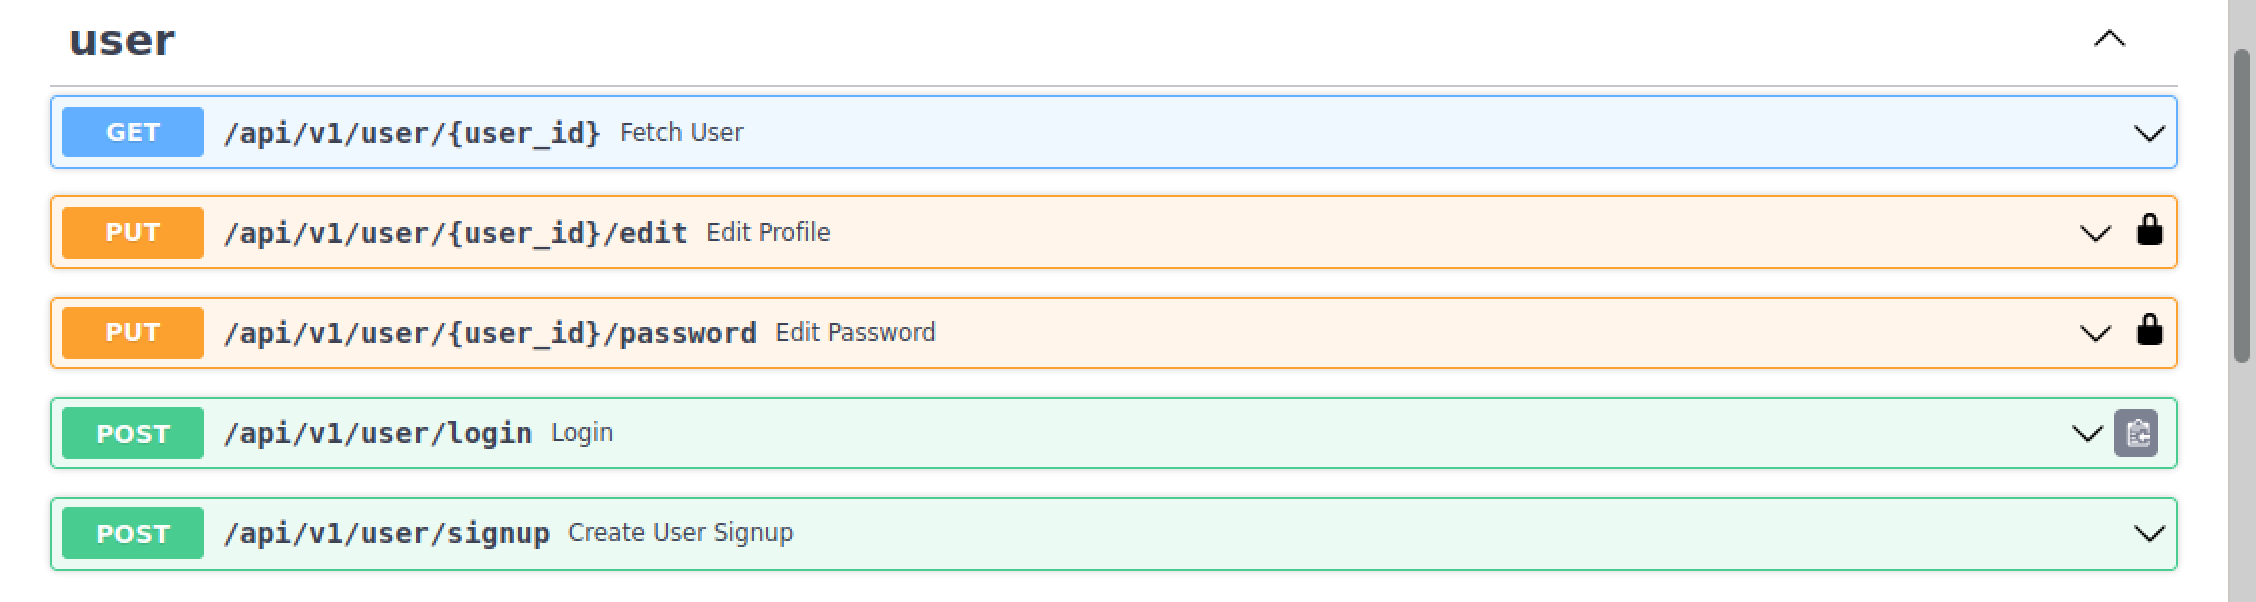 user
GET /api/v1/user/{user_id} Fetch User
PUT /api/v1/user/{user_id}/edit Edit Profile
PUT /api/v1/user/{user_id}/password Edit Password
POST /api/v1/user/login Login
POST /api/v1/user/signup Create User Signup